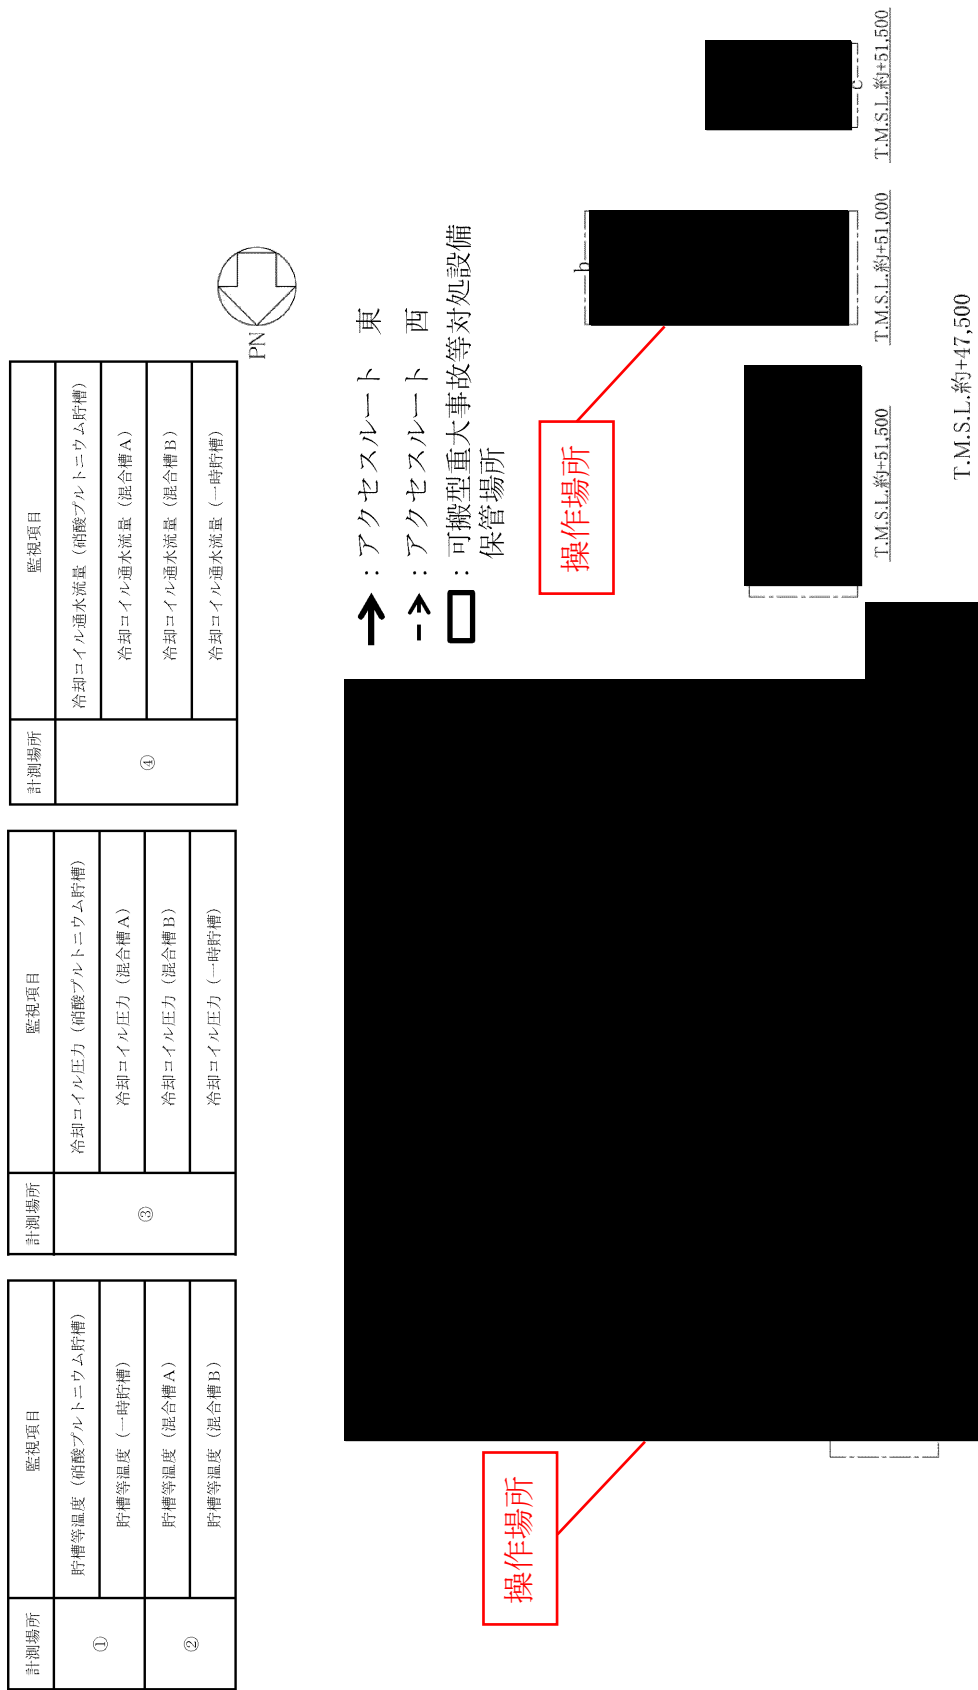 計測場所 監視項目
① 貯槽等温度（硝酸プルトニウム貯槽）
貯槽等温度（一時貯槽）
② 貯槽等温度（混合槽A）
貯槽等温度（混合槽B）
計測場所 監視項目
③ 冷却コイル圧力（硝酸プルトニウム貯槽）
冷却コイル圧力（混合槽A）
冷却コイル圧力（混合槽B）
冷却コイル圧力（一時貯槽）
計測場所 監視項目
④ 冷却コイル通水流量（硝酸プルトニウム貯槽）
冷却コイル通水流量（混合槽A）
冷却コイル通水流量（混合槽B）
冷却コイル通水流量（一時貯槽）
PN
：アクセスルート 東
：アクセスルート 西
：可搬型重大事故等対処設備
保管場所
操作場所
操作場所
b
c
T.M.S.L.約+51,500
T.M.S.L.約+51,000
T.M.S.L.約+51,500
T.M.S.L.約+47,500